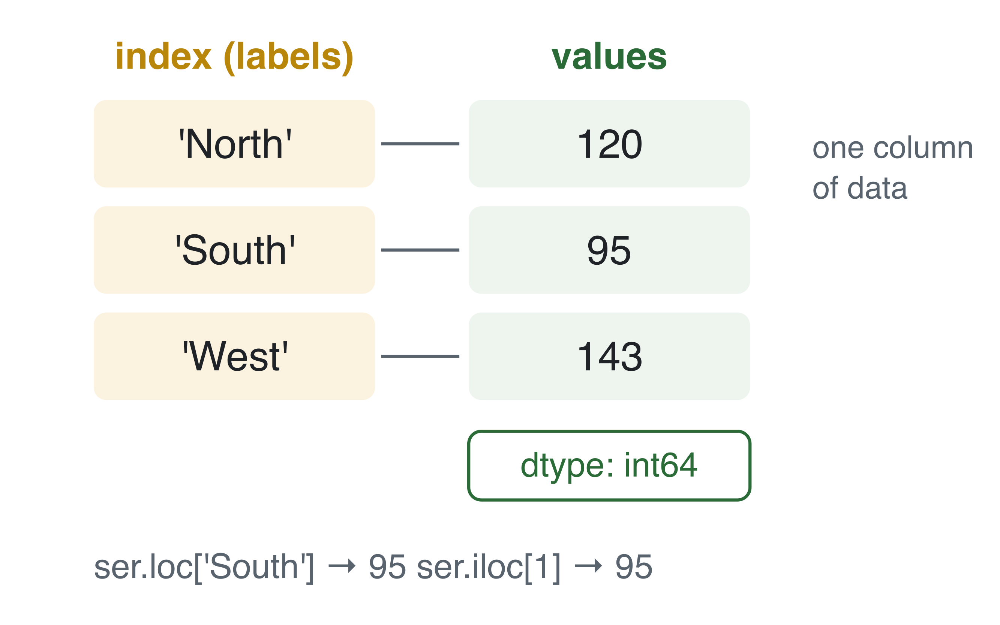 index (labels) values
'North' 120
one column
of data
'South' 95
'West' 143
dtype: int64
ser.loc['South'] → 95 ser.iloc[1] → 95